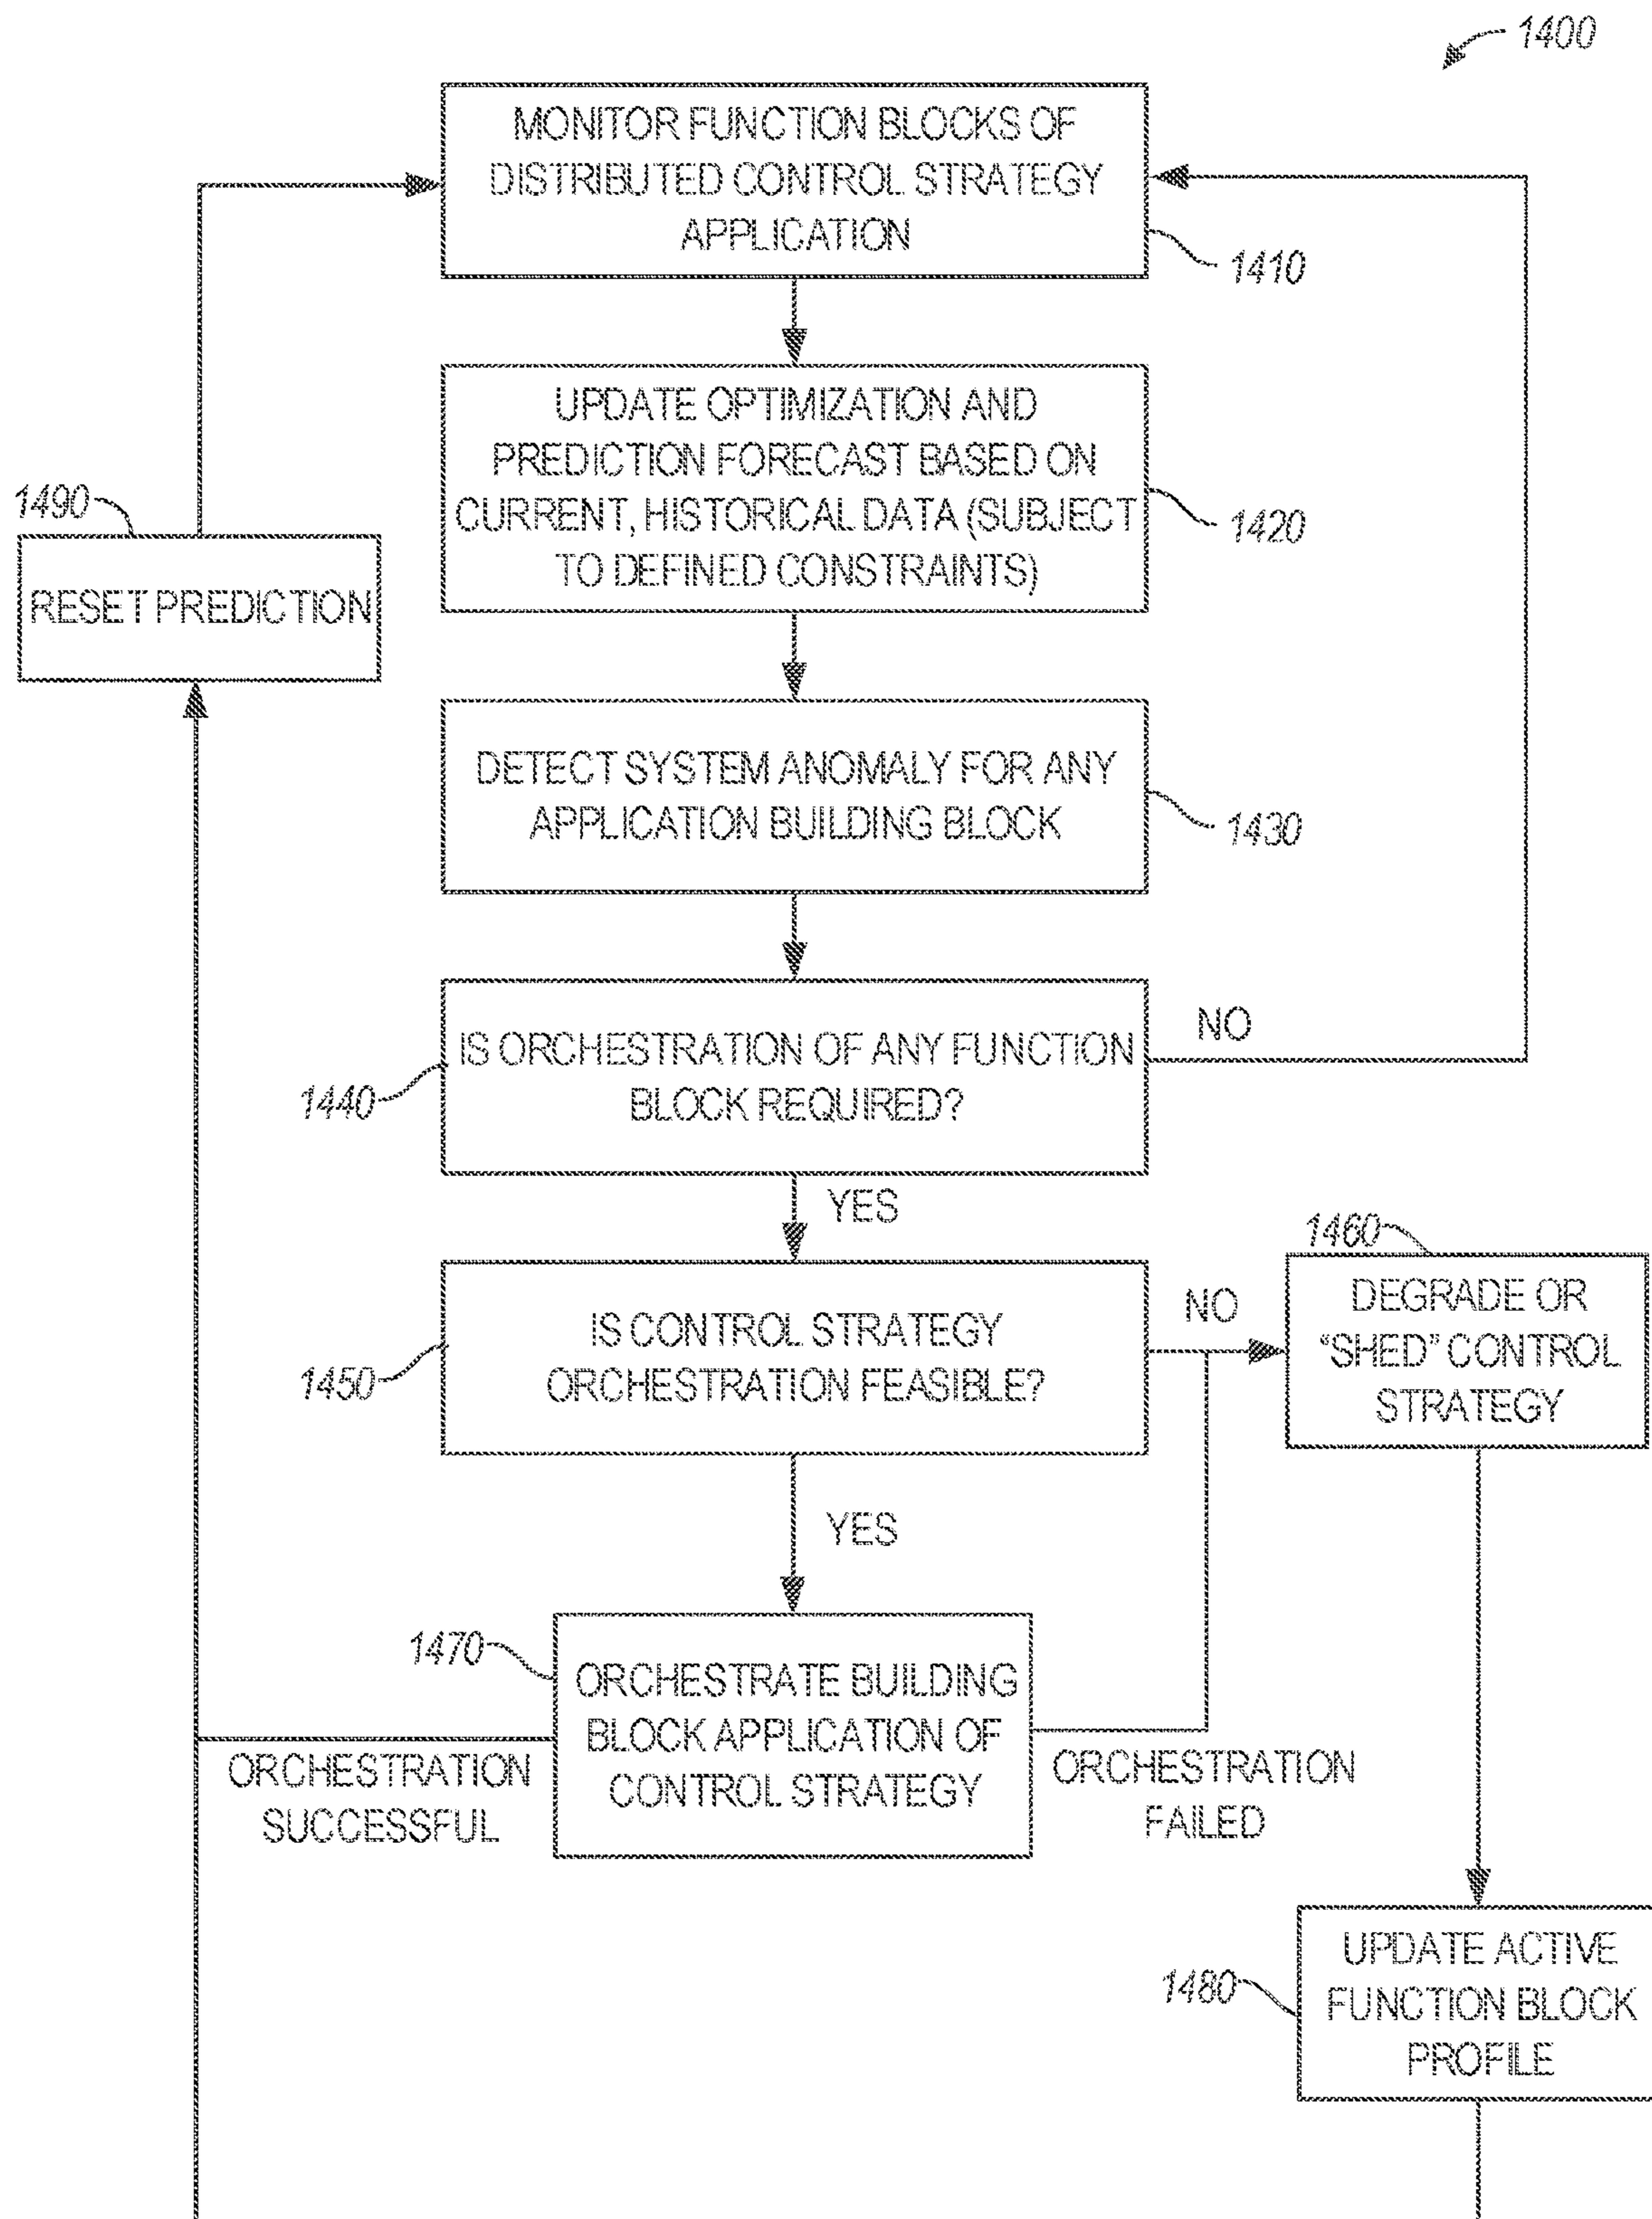 1400
MONITOR FUNCTION BLOCKS OF
DISTRIBUTED CONTROL STRATEGY
APPLICATION
1410
UPDATE OPTIMIZATION AND
PREDICTION FORECAST BASED ON
CURRENT, HISTORICAL DATA (SUBJECT
TO DEFINED CONSTRAINTS)
1420
1490
RESET PREDICTION
DETECT SYSTEM ANOMALY FOR ANY
APPLICATION BUILDING BLOCK
1430
IS ORCHESTRATION OF ANY FUNCTION
BLOCK REQUIRED?
1440
NO
YES
IS CONTROL STRATEGY
ORCHESTRATION FEASIBLE?
1450
NO
1460
DEGRADE OR
“SHED” CONTROL
STRATEGY
YES
1470
ORCHESTRATE BUILDING
BLOCK APPLICATION OF
CONTROL STRATEGY
ORCHESTRATION
SUCCESSFUL
ORCHESTRATION
FAILED
1480
UPDATE ACTIVE
FUNCTION BLOCK
PROFILE